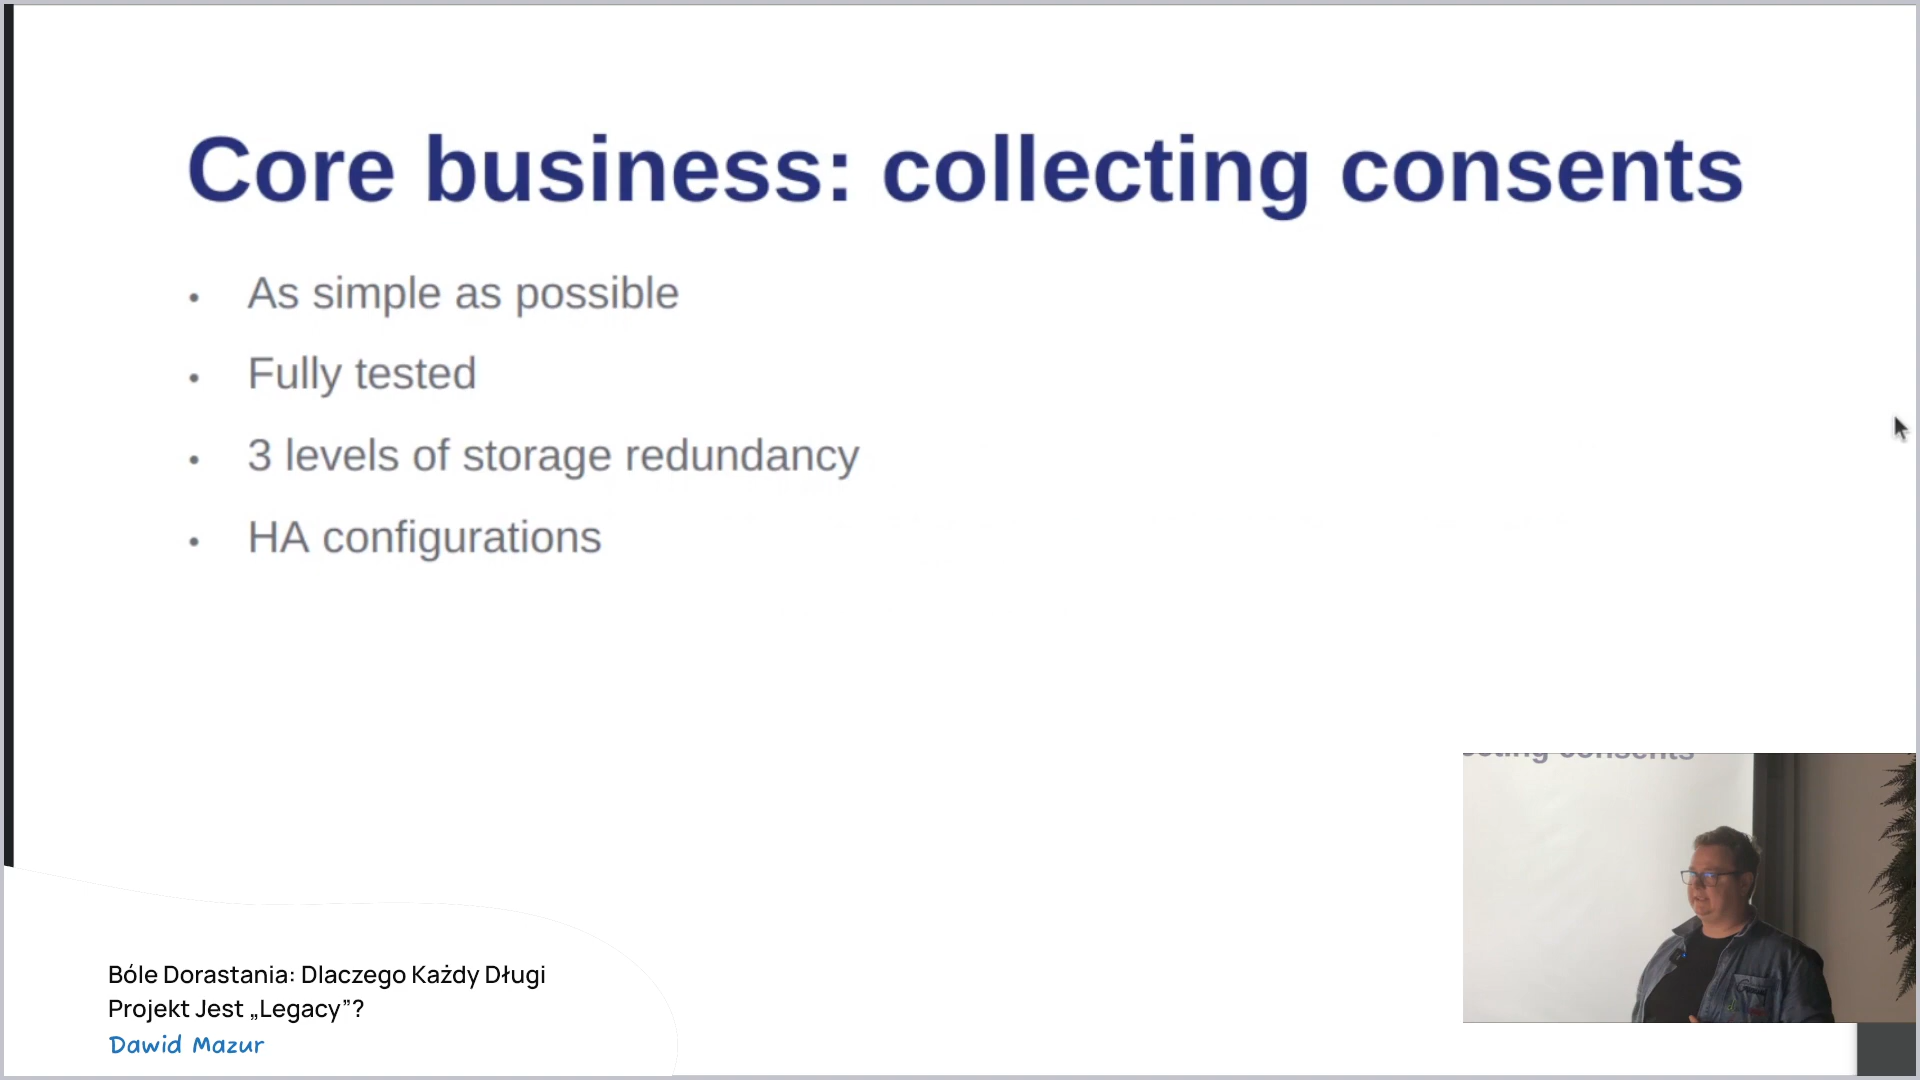 Core business: collecting consents
• As simple as possible
• Fully tested
• 3 levels of storage redundancy
• HA configurations
consents
Bóle Dorastania: Dlaczego Każdy Długi
Projekt Jest „Legacy”?
Dawid Mazur